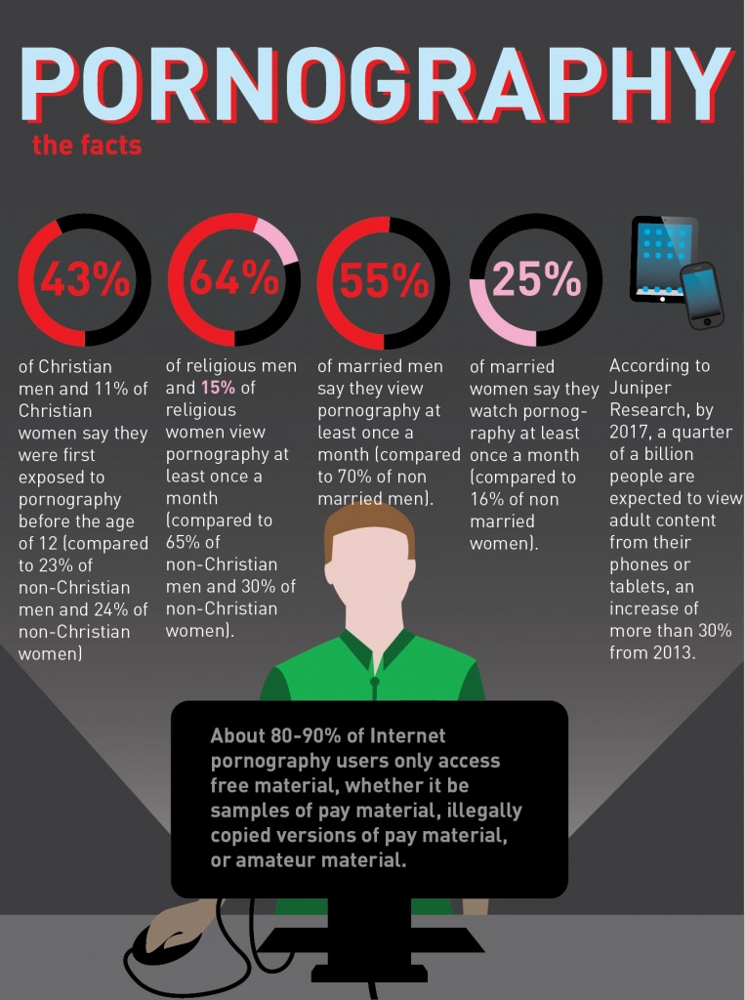 PORNOGRAPHY
the facts
43%
of Christian
men and 11% of
Christian
women say they
were first
exposed to
pornography
before the age
of 12 (compared
to 23% of
non-Christian
men and 24% of
non-Christian
women)
64%
of religious men
and 15% of
religious
women view
pornography at
least once a
month
(compared to
65% of
non-Christian
men and 30% of
non-Christian
women).
55%
of married men
say they view
pornography at
least once a
month (compared
to 70% of non
married men).
25%
of married
women say they
watch pornog-
raphy at least
once a month
(compared to
16% of non
married
women).
According to
Juniper
Research, by
2017, a quarter
of a billion
people are
expected to view
adult content
from their
phones or
tablets, an
increase of
more than 30%
from 2013.
About 80-90% of Internet
pornography users only access
free material, whether it be
samples of pay material, illegally
copied versions of pay material,
or amateur material.